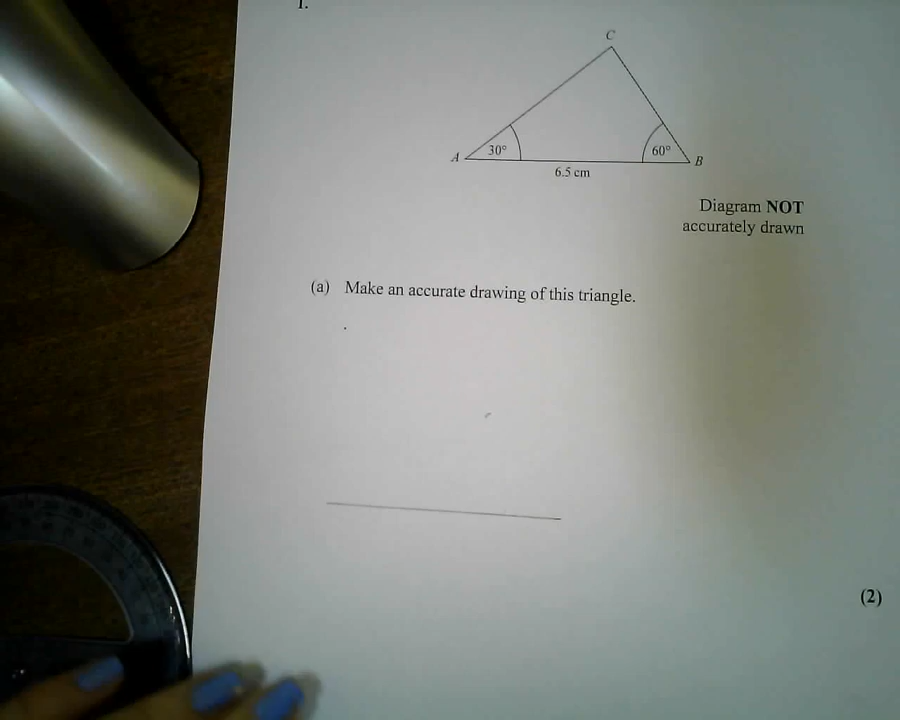 1.
C
A
30°
60°
B
6.5 cm
Diagram NOT
accurately drawn
(a) Make an accurate drawing of this triangle.
(2)